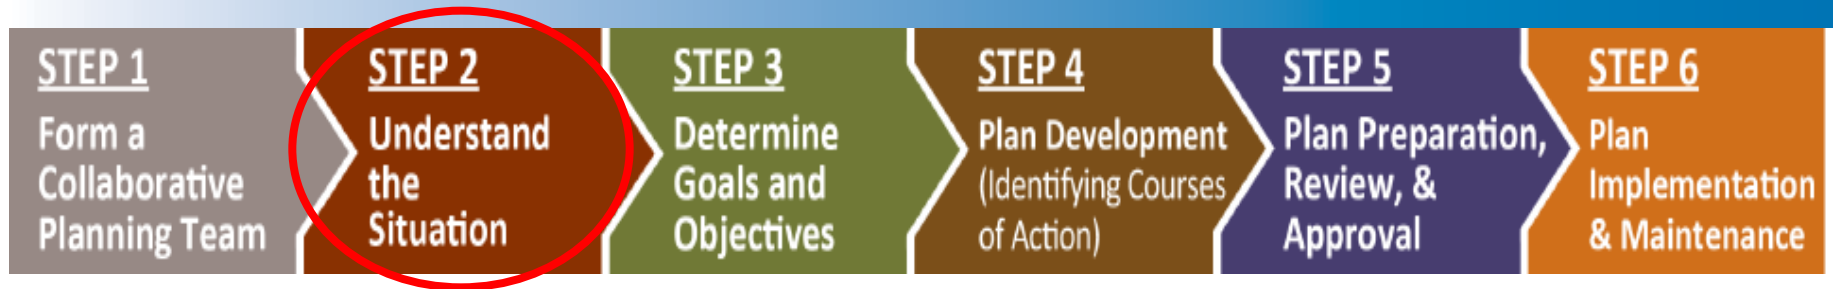 STEP 1
Form a
Collaborative
Planning Team
STEP 2
Understand
the
Situation
STEP 3
Determine
Goals and
Objectives
STEP 4
Plan Development
(Identifying Courses
of Action)
STEP 5
Plan Preparation,
Review, &
Approval
STEP 6
Plan
Implementation
& Maintenance